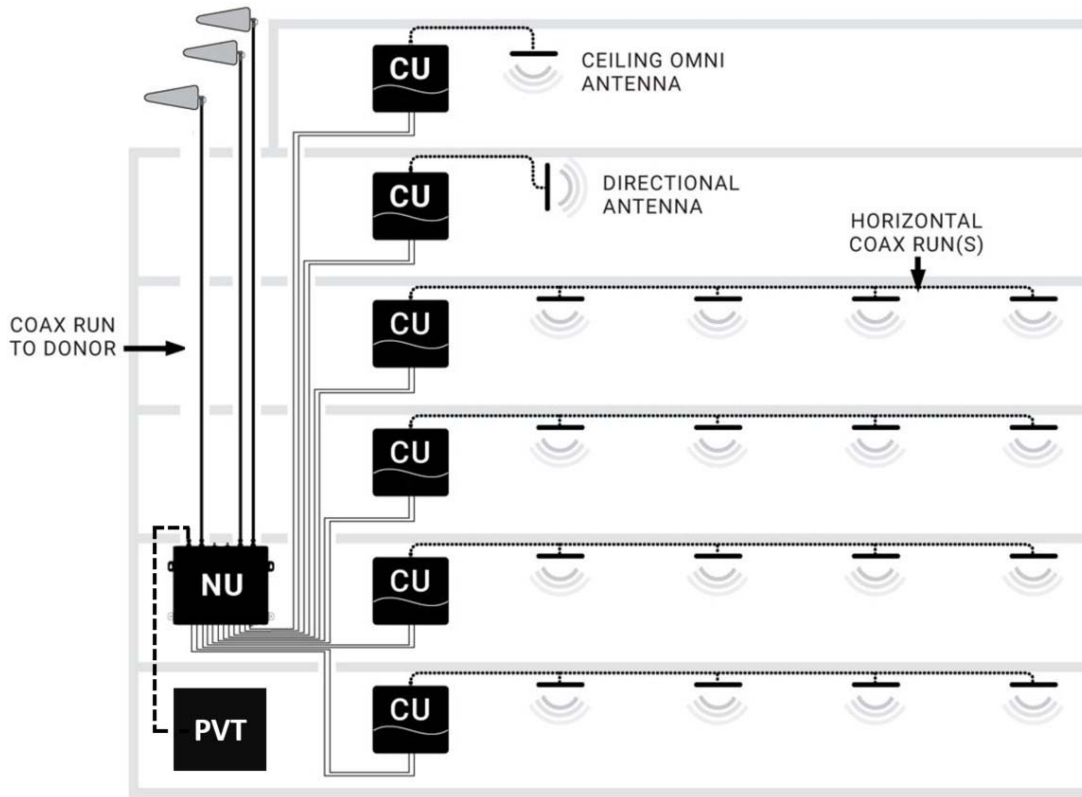 CU
CEILING OMNI
ANTENNA
CU
DIRECTIONAL
ANTENNA
HORIZONTAL
COAX RUN(S)
CU
COAX RUN
TO DONOR
CU
NU
CU
PVT
CU